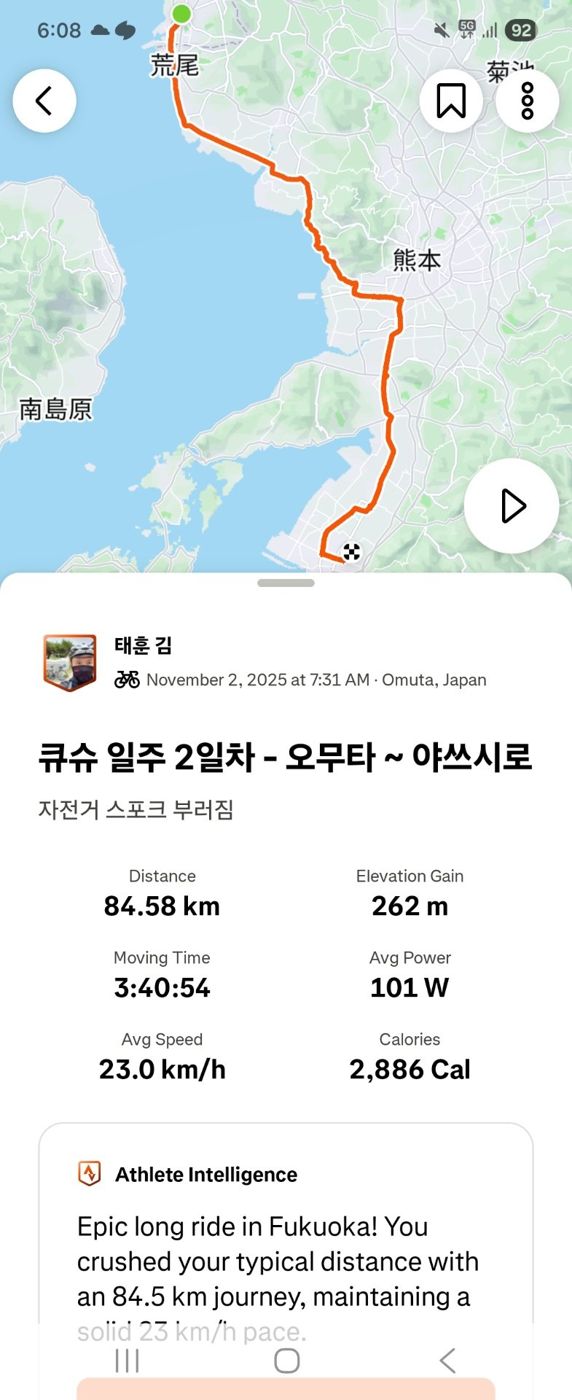 6:08
5G
92
荒尾
菊池
熊本
南島原
태훈 김
November 2, 2025 at 7:31 AM · Omuta, Japan
큐슈 일주 2일차 - 오무타 ~ 야쓰시로
자전거 스포크 부러짐
Distance
Elevation Gain
84.58 km
262 m
Moving Time
Avg Power
3:40:54
101 W
Avg Speed
Calories
23.0 km/h
2,886 Cal
Athlete Intelligence
Epic long ride in Fukuoka! You
crushed your typical distance with
an 84.5 km journey, maintaining a
solid 23 km/h pace.